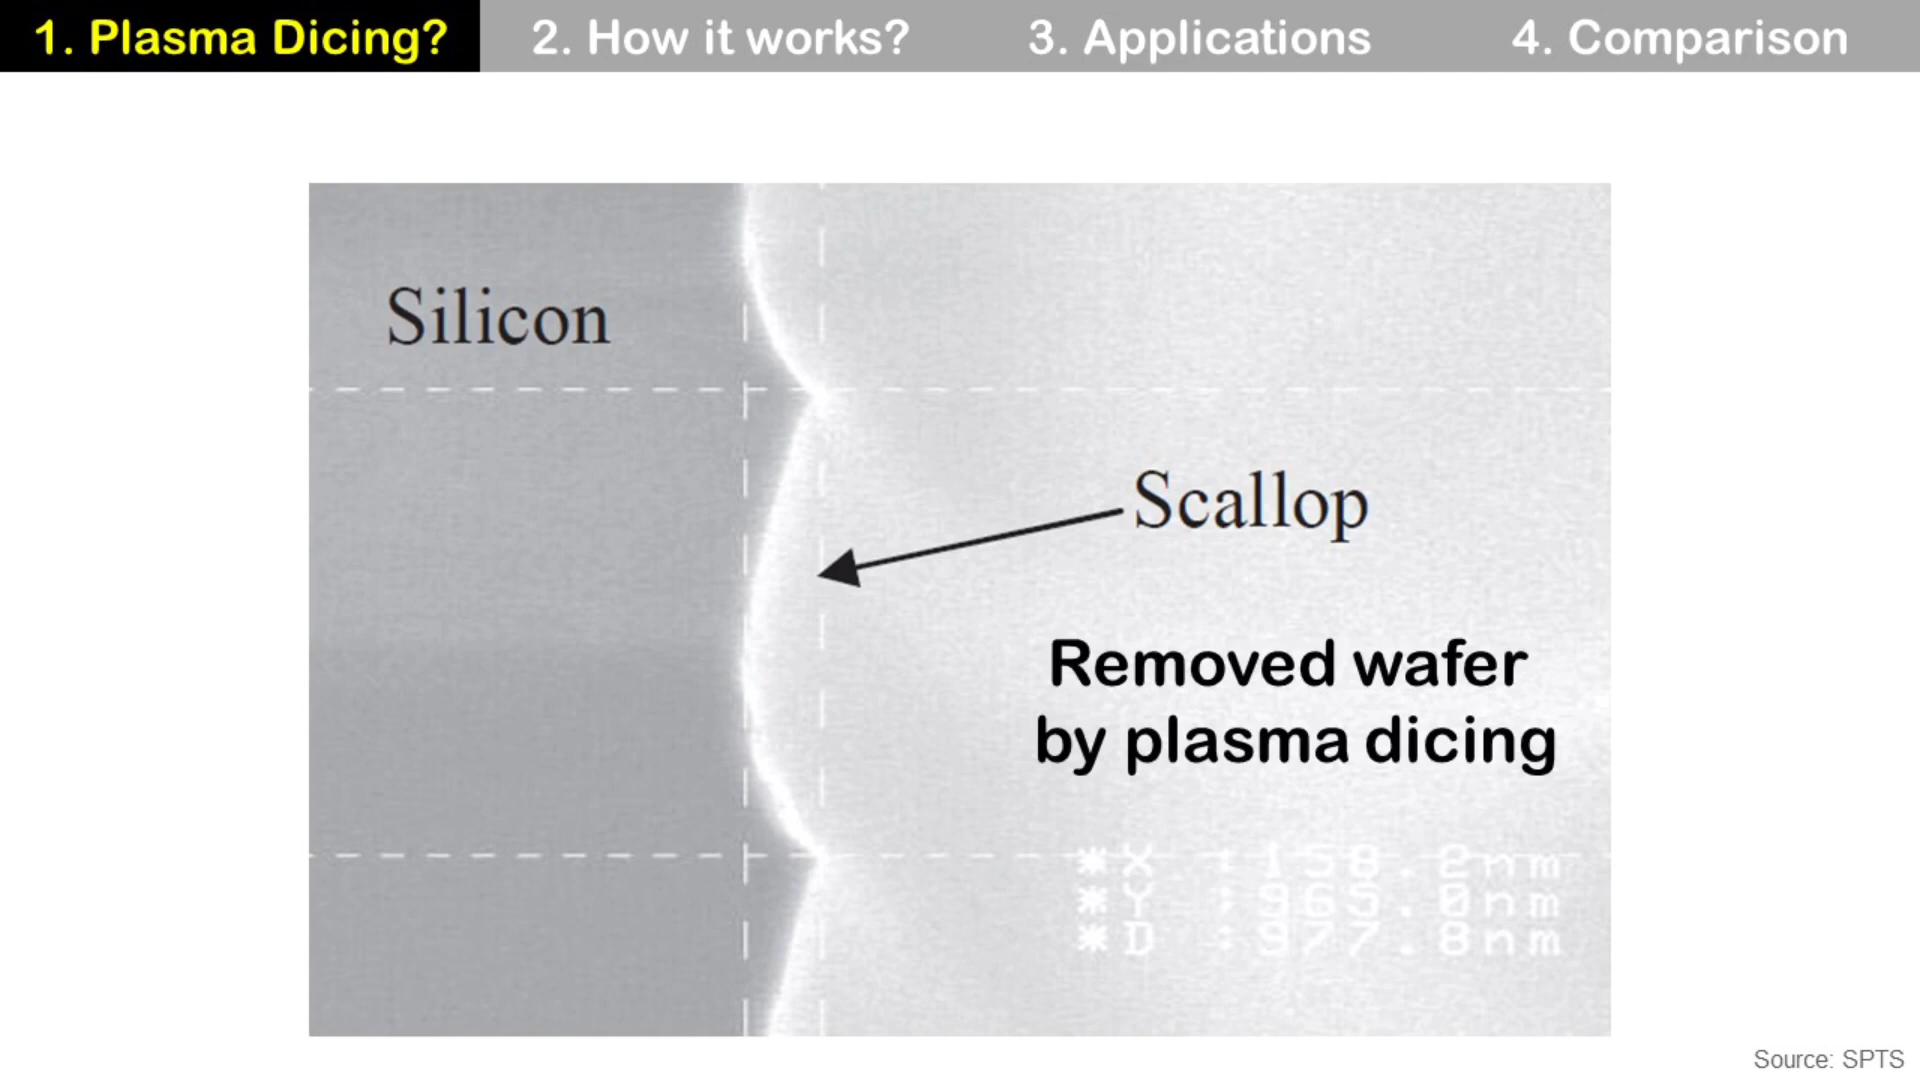 1. Plasma Dicing?
2. How it works?
3. Applications
4. Comparison
Silicon
Scallop
Removed wafer
by plasma dicing
*X :158.2nm
*Y :965.0nm
*D :977.8nm
Source: SPTS